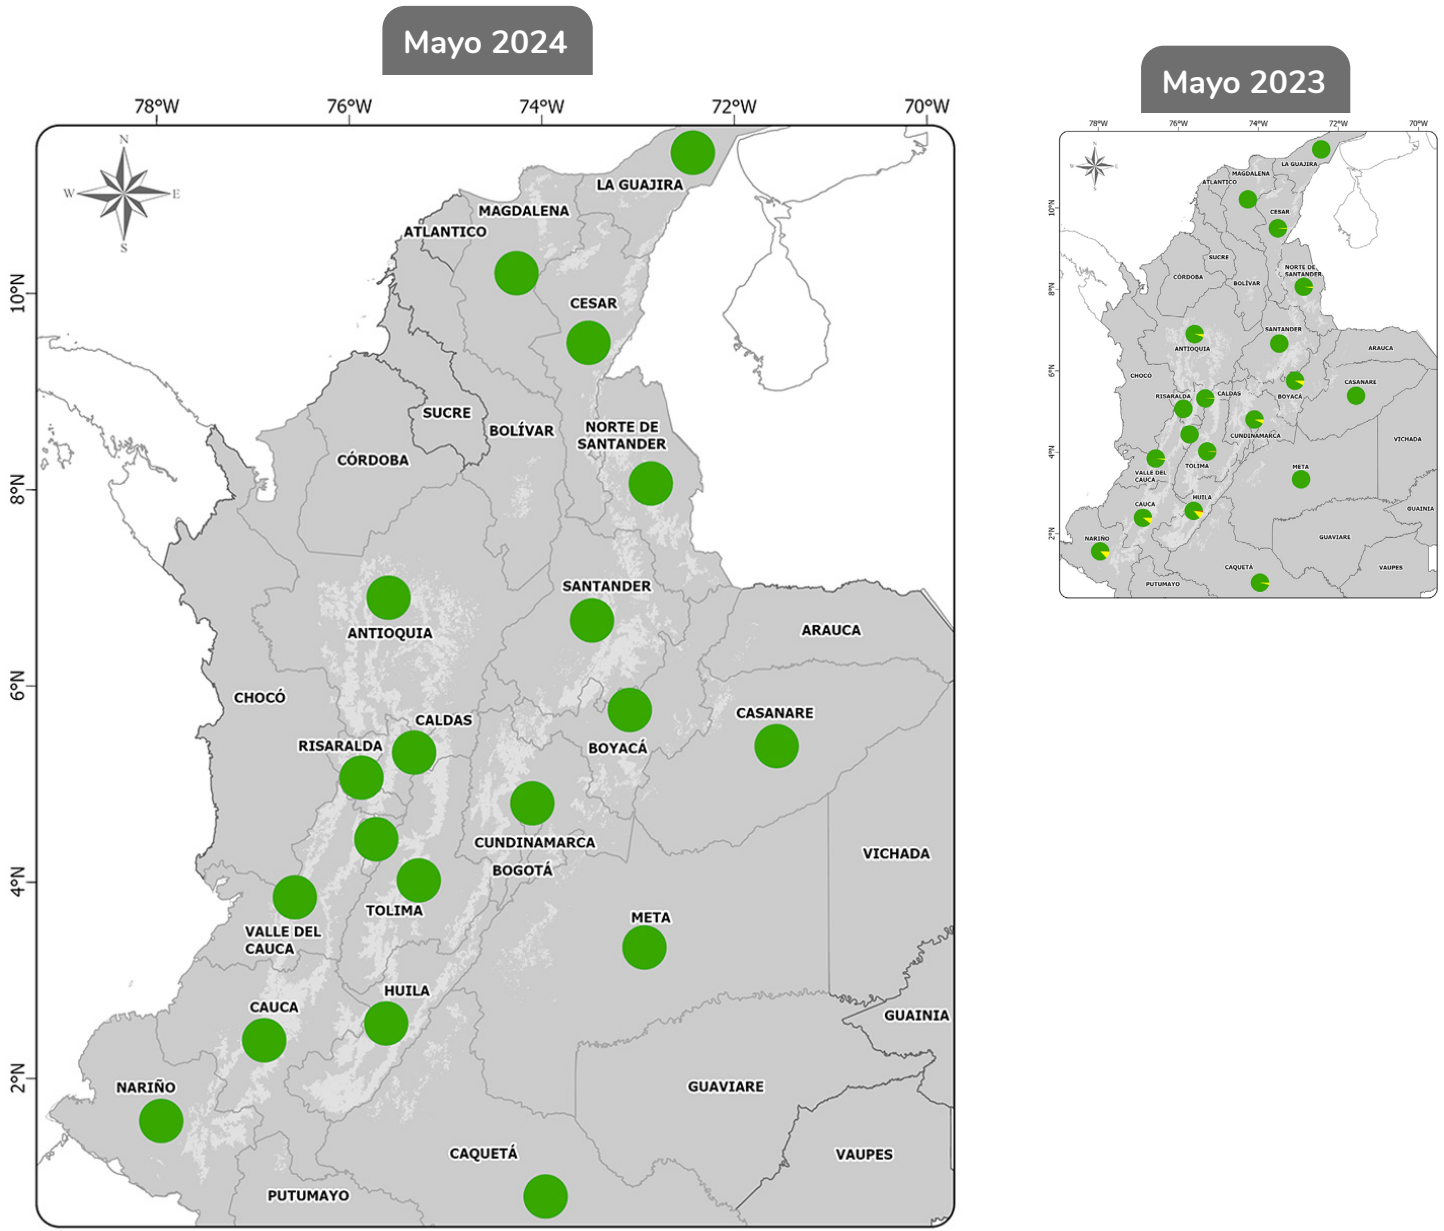 Mayo 2024
78°W
76°W
74°W
72°W
70°W
N
W
E
S
10°N
8°N
6°N
4°N
2°N
LA GUAJIRA
MAGDALENA
ATLANTICO
CESAR
SUCRE
BOLÍVAR
NORTE DE
SANTANDER
CÓRDOBA
SANTANDER
ANTIOQUIA
ARAUCA
CHOCÓ
CALDAS
CASANARE
RISARALDA
BOYACÁ
CUNDINAMARCA
VICHADA
BOGOTÁ
TOLIMA
META
VALLE DEL
CAUCA
HUILA
CAUCA
GUAINIA
NARIÑO
GUAVIARE
CAQUETÁ
VAUPES
PUTUMAYO
Mayo 2023
78°W
76°W
74°W
72°W
70°W
N
W
E
S
10°N
8°N
6°N
4°N
2°N
LA GUAJIRA
MAGDALENA
ATLANTICO
CESAR
SUCRE
NORTE DE
SANTANDER
CÓRDOBA
BOLÍVAR
SANTANDER
ANTIOQUIA
ARAUCA
CHOCÓ
CASANARE
RISARALDA
CALDAS
BOYACÁ
CUNDINAMARCA
VICHADA
TOLIMA
META
VALLE DEL
CAUCA
HUILA
CAUCA
GUAINIA
NARIÑO
GUAVIARE
CAQUETÁ
VAUPES
PUTUMAYO